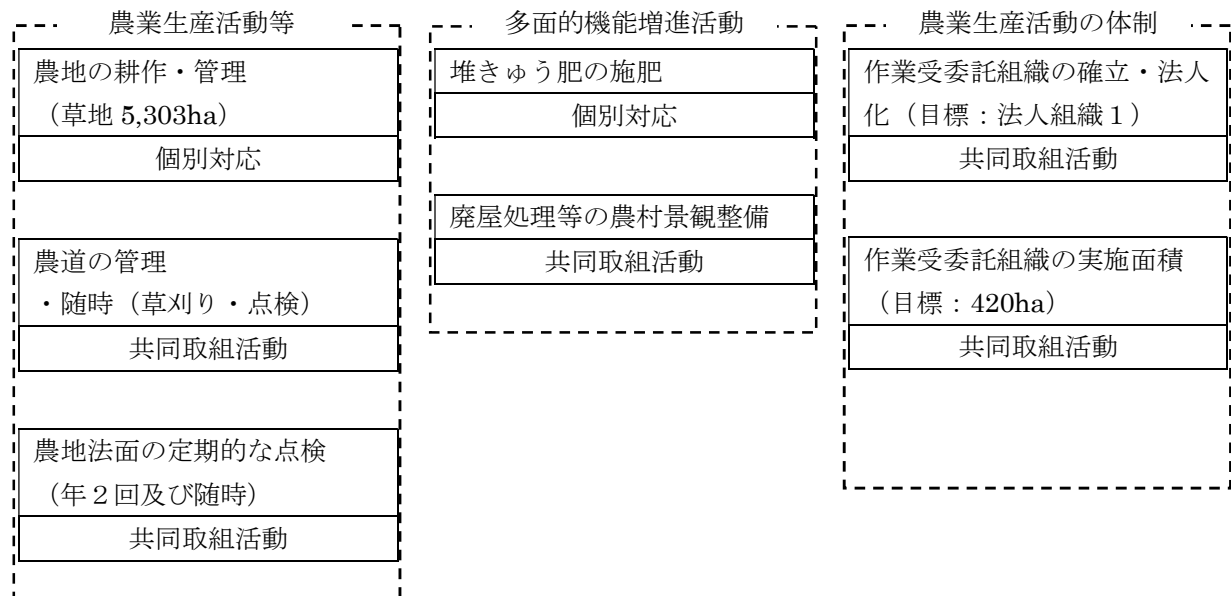 農業生産活動等
農地の耕作・管理
（草地 5,303ha）
個別対応
農道の管理
・随時（草刈り・点検）
共同取組活動
農地法面の定期的な点検
（年２回及び随時）
共同取組活動
多面的機能増進活動
堆きゅう肥の施肥
個別対応
廃屋処理等の農村景観整備
共同取組活動
農業生産活動の体制
作業受委託組織の確立・法人
化（目標：法人組織１）
共同取組活動
作業受委託組織の実施面積
（目標：420ha）
共同取組活動